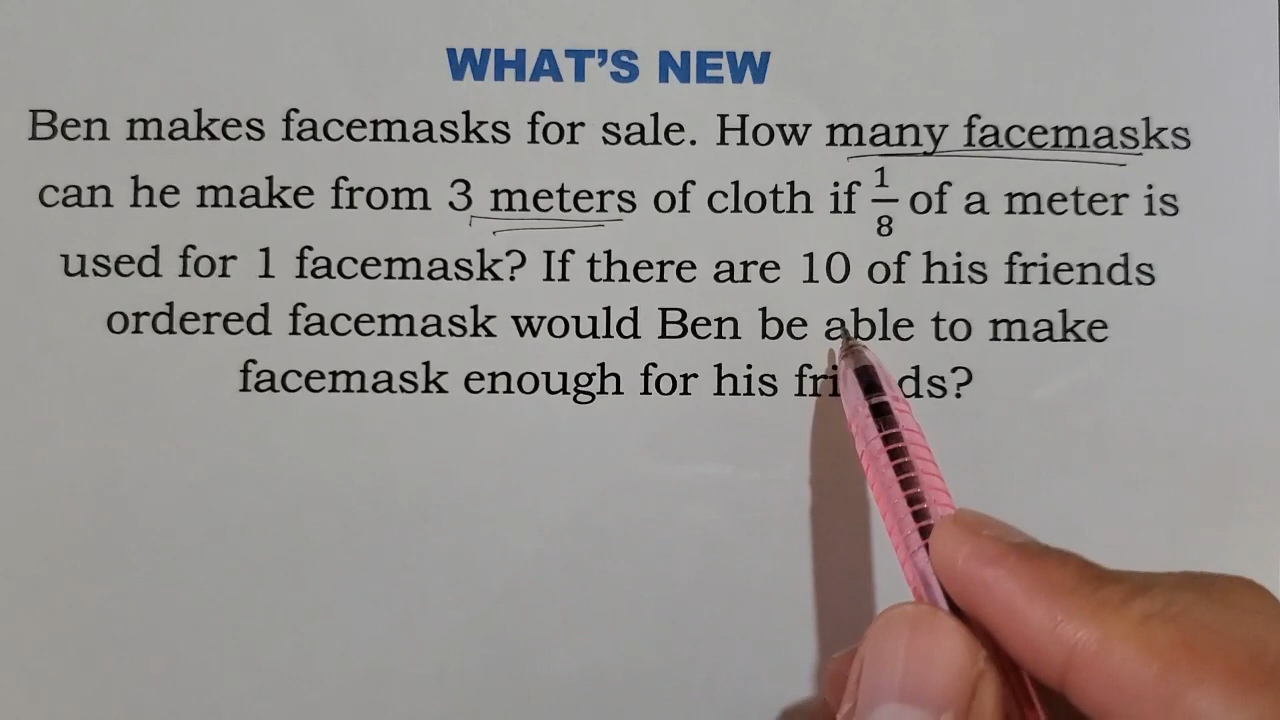 WHAT'S NEW
Ben makes facemasks for sale. How many facemasks
can he make from 3 meters of cloth if 1/8 of a meter is
used for 1 facemask? If there are 10 of his friends
ordered facemask would Ben be able to make
facemask enough for his friends?